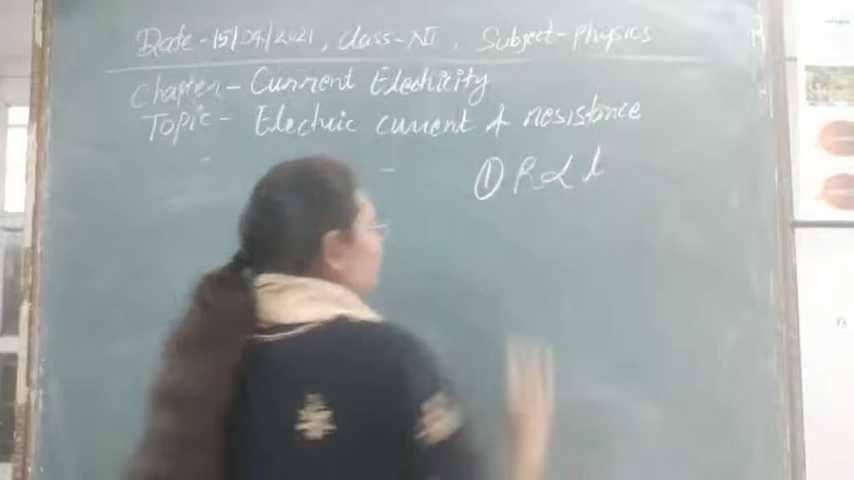 Date - 15/04/2021, class - XII, Subject - Physics
Chapter - Current Electricity
Topic - Electric current & resistance
① R ∝ l